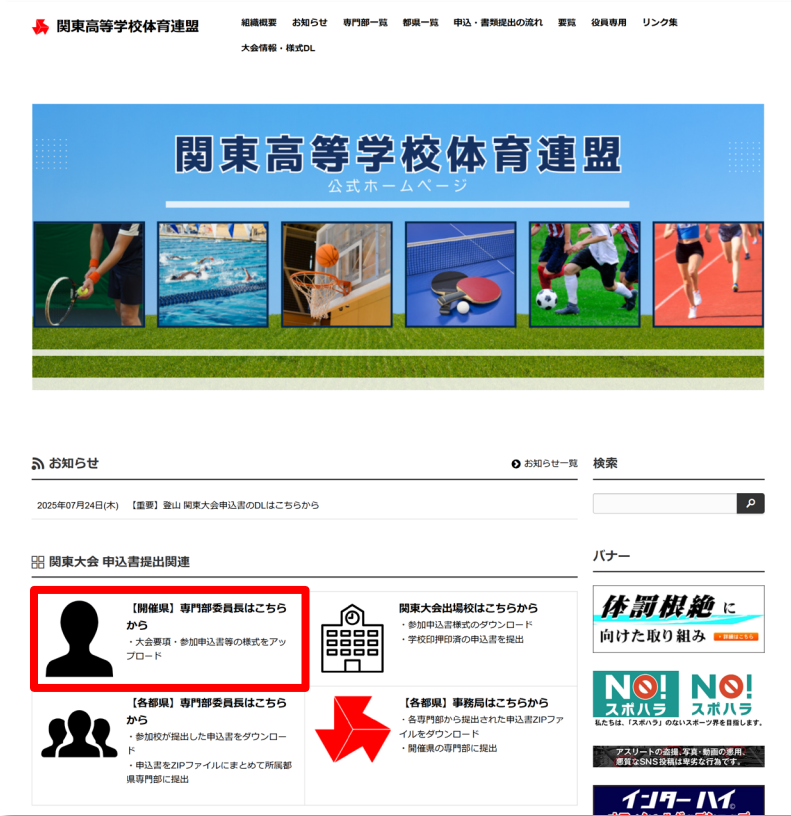 関東高等学校体育連盟
組織概要 お知らせ 専門部一覧 都県一覧 申込・書類提出の流れ 要覧 役員専用 リンク集
大会情報・様式DL
関東高等学校体育連盟
公式ホームページ
お知らせ
お知らせ一覧
2025年07月24日(木) 【重要】登山 関東大会申込書のDLはこちらから
関東大会 申込書提出関連
【開催県】専門部委員長はこちら
から
・大会要項・参加申込書等の様式をアッ
プロード
関東大会出場校はこちらから
・参加申込書様式のダウンロード
・学校印押印済の申込書を提出
【各都県】専門部委員長はこちら
から
・参加校が提出した申込書をダウンロー
ド
・申込書をZIPファイルにまとめて所属都
県専門部に提出
【各都県】事務局はこちらから
・各専門部から提出された申込書ZIPファ
イルをダウンロード
・開催県の専門部に提出
検索
バナー
体罰根絶に
向けた取り組み
詳細はこちら
NO!
スポハラ
NO!
スポハラ
私たちは、「スポハラ」のないスポーツ界を目指します。
アスリートの盗撮、写真・動画の悪用、
悪質なSNS投稿は卑劣な行為です。
インターハイ